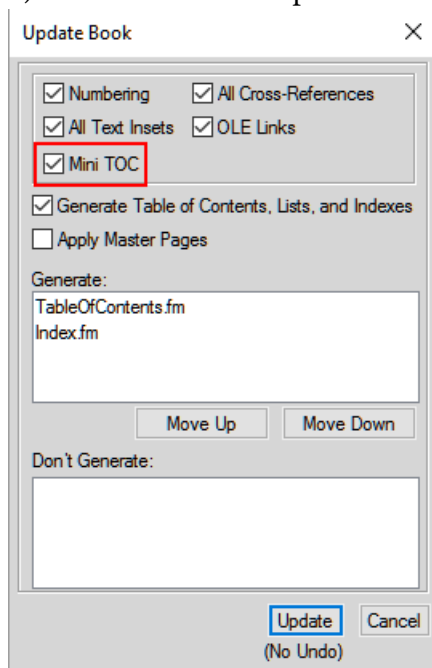 Update Book
Numbering All Cross-References
All Text Insets OLE Links
Mini TOC
Generate Table of Contents, Lists, and Indexes
Apply Master Pages
Generate:
TableOfContents.fm
Index.fm
Move Up Move Down
Don't Generate:
Update Cancel
(No Undo)